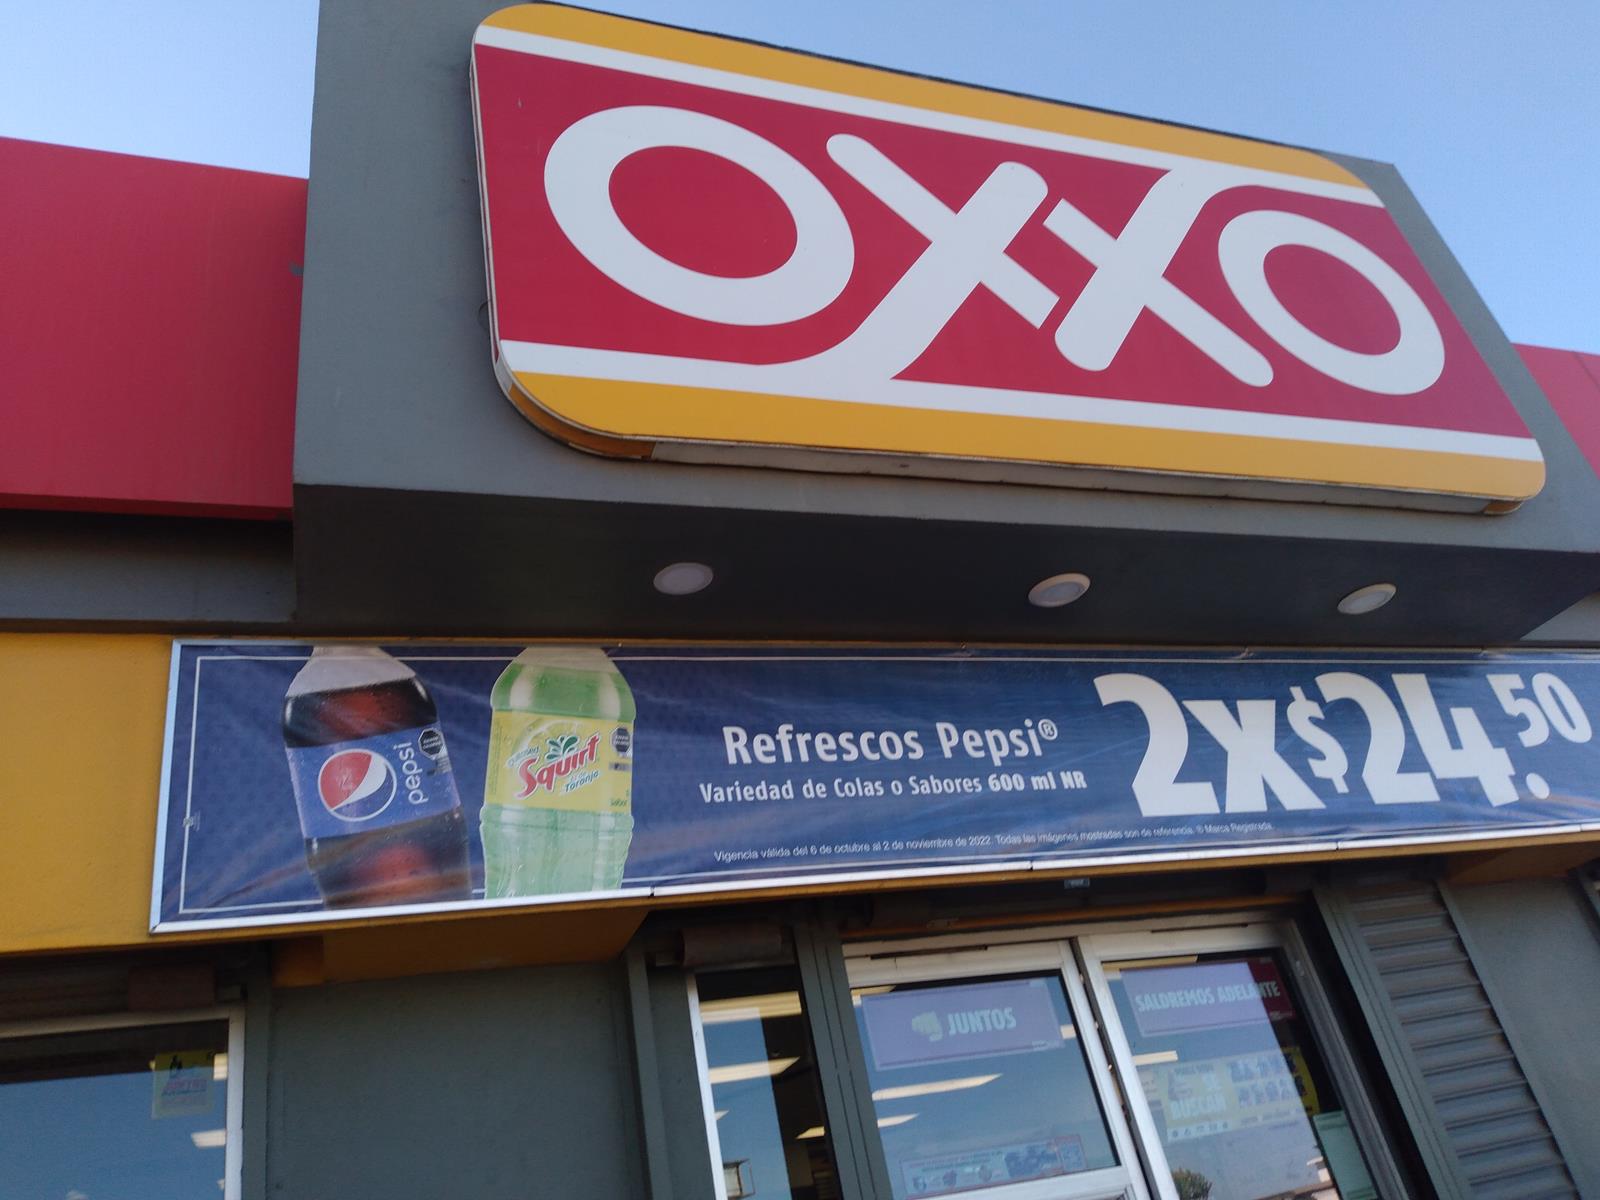 OXXO
Refrescos Pepsi®
Variedad de Colas o Sabores 600 ml NR
2x$24.50
Vigencia válida del 6 de octubre al 2 de noviembre de 2022. Todas las imágenes mostradas son de referencia. ® Marca Registrada.
pepsi
Squirt
Toronja
JUNTOS
SALDREMOS ADELANTE
BUSCAN